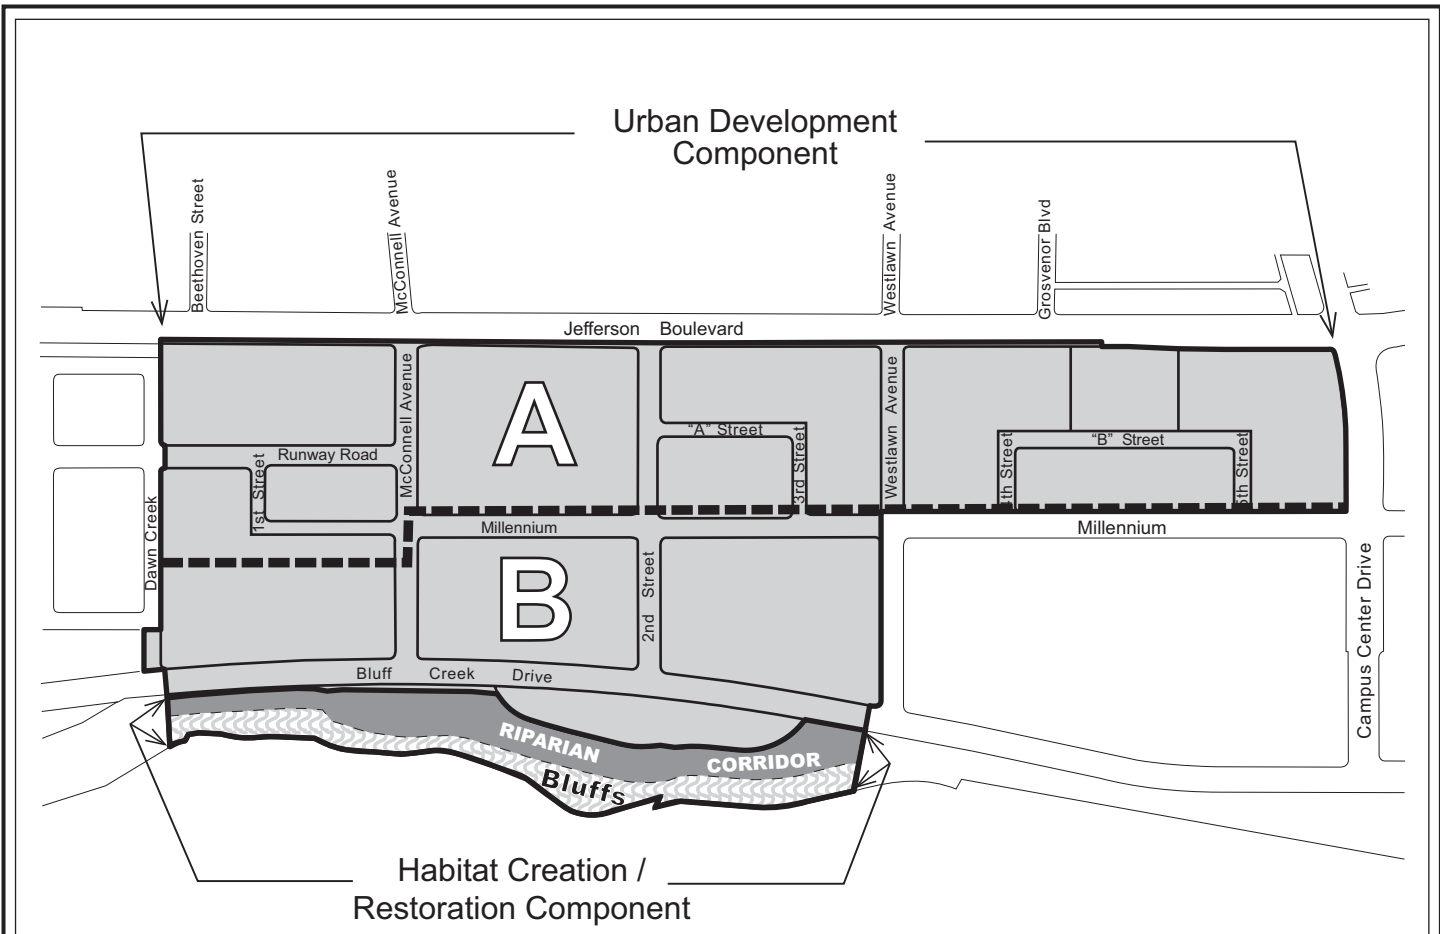 Urban Development
Component
Beethoven Street
McConnell Avenue
Westlawn Avenue
Grosvenor Blvd
Jefferson Boulevard
McConnell Avenue
A
Westlawn Avenue
"A" Street
3rd Street
"B" Street
5th Street
Runway Road
1st Street
Millennium
Millennium
Dawn Creek
B
2nd Street
Campus Center Drive
Bluff Creek Drive
RIPARIAN CORRIDOR
Bluffs
Habitat Creation /
Restoration Component